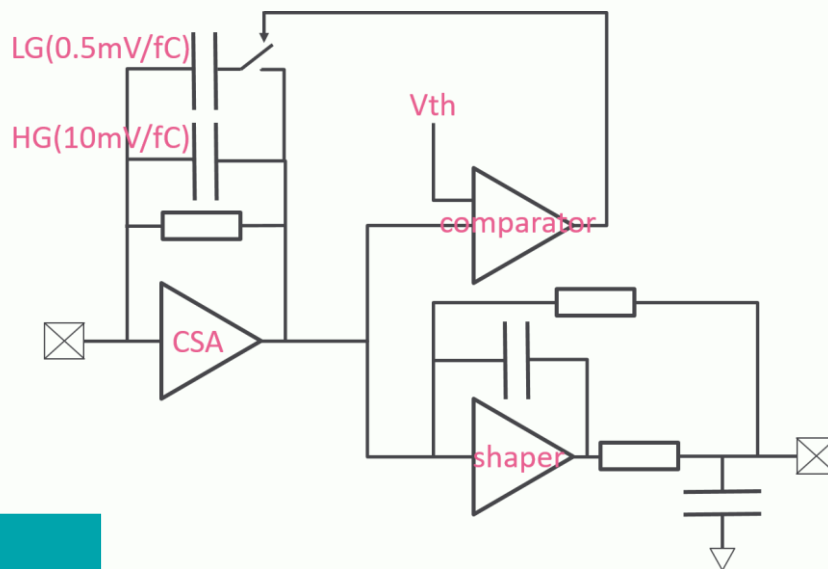 LG(0.5mV/fC)
HG(10mV/fC)
Vth
comparator
CSA
shaper